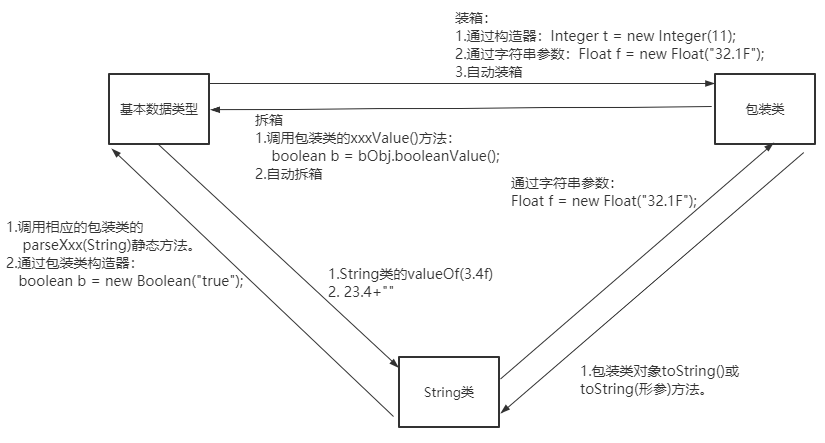 装箱：
1.通过构造器：Integer t = new Integer(11);
2.通过字符串参数：Float f = new Float("32.1F");
3.自动装箱
基本数据类型
包装类
拆箱
1.调用包装类的xxxValue()方法：
boolean b = bObj.booleanValue();
2.自动拆箱
通过字符串参数：
Float f = new Float("32.1F");
1.调用相应的包装类的
parseXxx(String)静态方法。
2.通过包装类构造器：
boolean b = new Boolean("true");
1.String类的valueOf(3.4f)
2. 23.4+""
String类
1.包装类对象toString()或
toString(形参)方法。